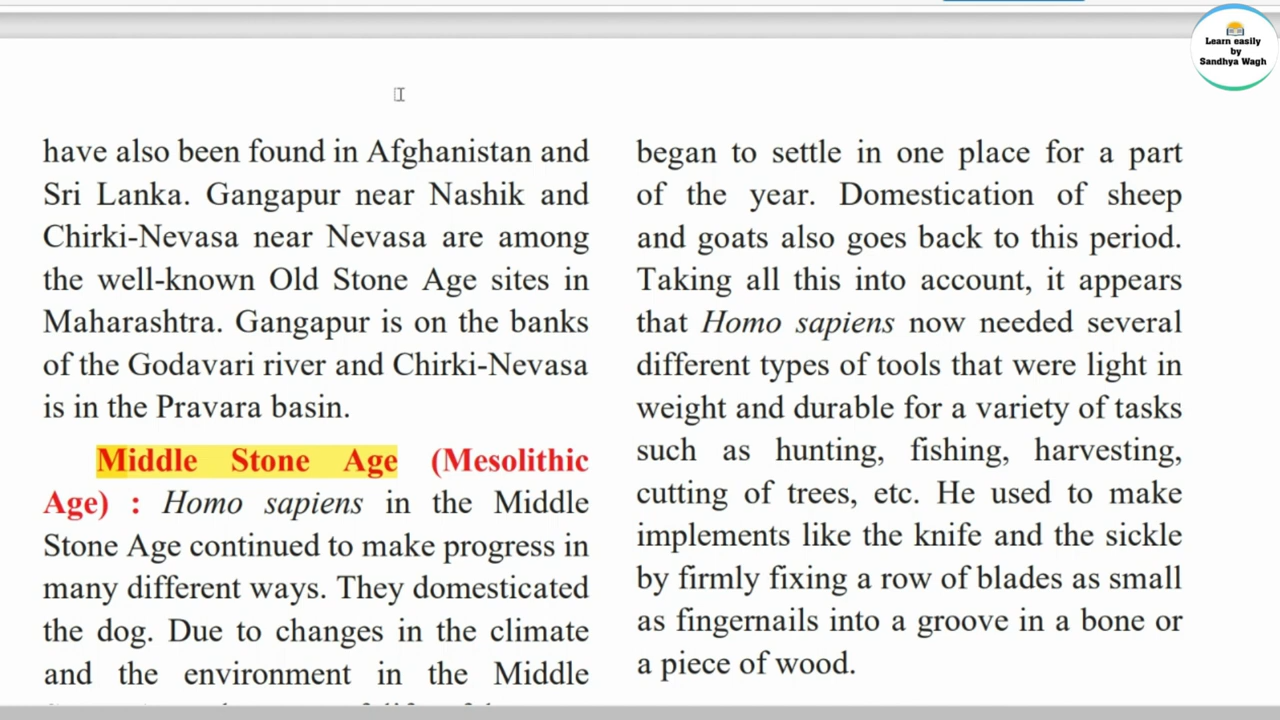 Learn easily
by
Sandhya Wagh
have also been found in Afghanistan and
Sri Lanka. Gangapur near Nashik and
Chirki-Nevasa near Nevasa are among
the well-known Old Stone Age sites in
Maharashtra. Gangapur is on the banks
of the Godavari river and Chirki-Nevasa
is in the Pravara basin.
Middle Stone Age (Mesolithic
Age) : Homo sapiens in the Middle
Stone Age continued to make progress in
many different ways. They domesticated
the dog. Due to changes in the climate
and the environment in the Middle
began to settle in one place for a part
of the year. Domestication of sheep
and goats also goes back to this period.
Taking all this into account, it appears
that Homo sapiens now needed several
different types of tools that were light in
weight and durable for a variety of tasks
such as hunting, fishing, harvesting,
cutting of trees, etc. He used to make
implements like the knife and the sickle
by firmly fixing a row of blades as small
as fingernails into a groove in a bone or
a piece of wood.